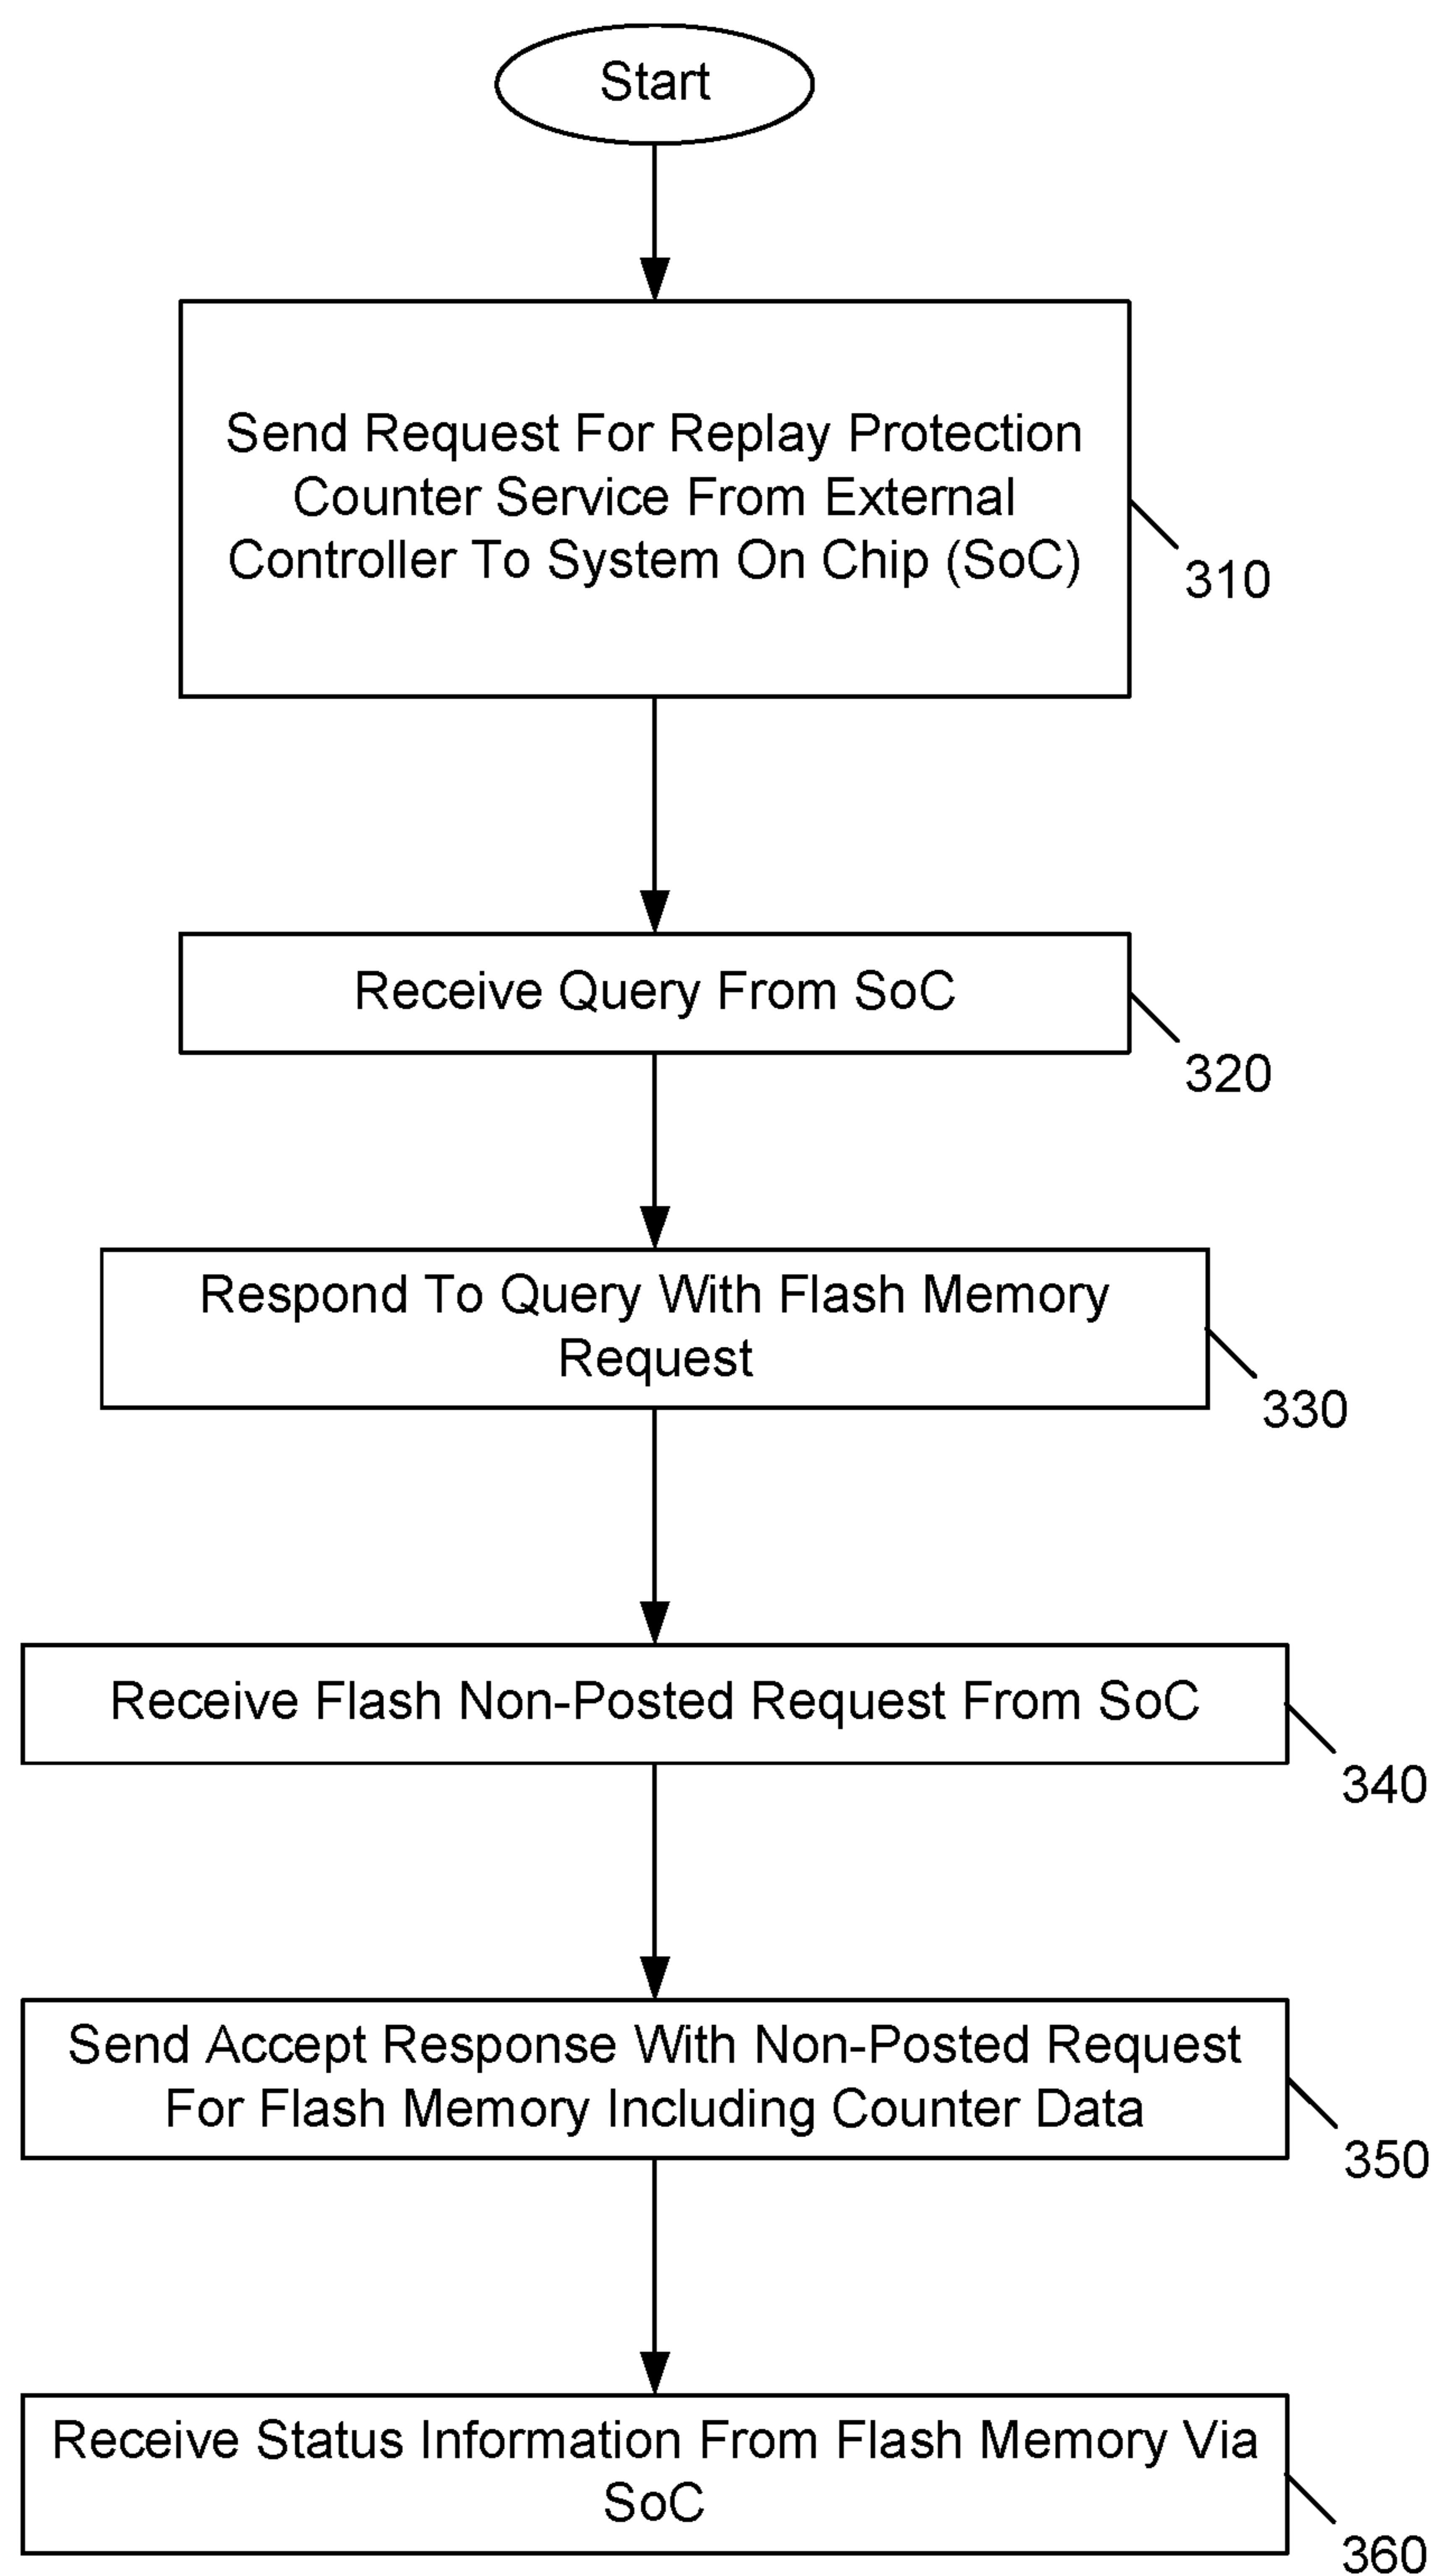 Start
Send Request For Replay Protection
Counter Service From External
Controller To System On Chip (SoC)
310
Receive Query From SoC
320
Respond To Query With Flash Memory
Request
330
Receive Flash Non-Posted Request From SoC
340
Send Accept Response With Non-Posted Request
For Flash Memory Including Counter Data
350
Receive Status Information From Flash Memory Via
SoC
360